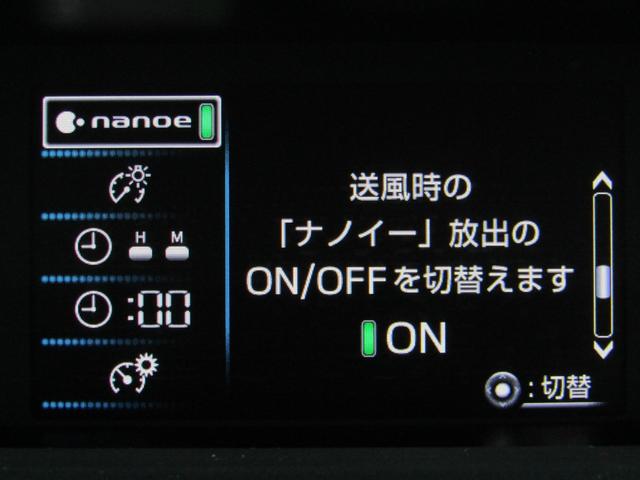 nanoe
H M
:00
送風時の
「ナノイー」放出の
ON/OFFを切替えます
ON
:切替